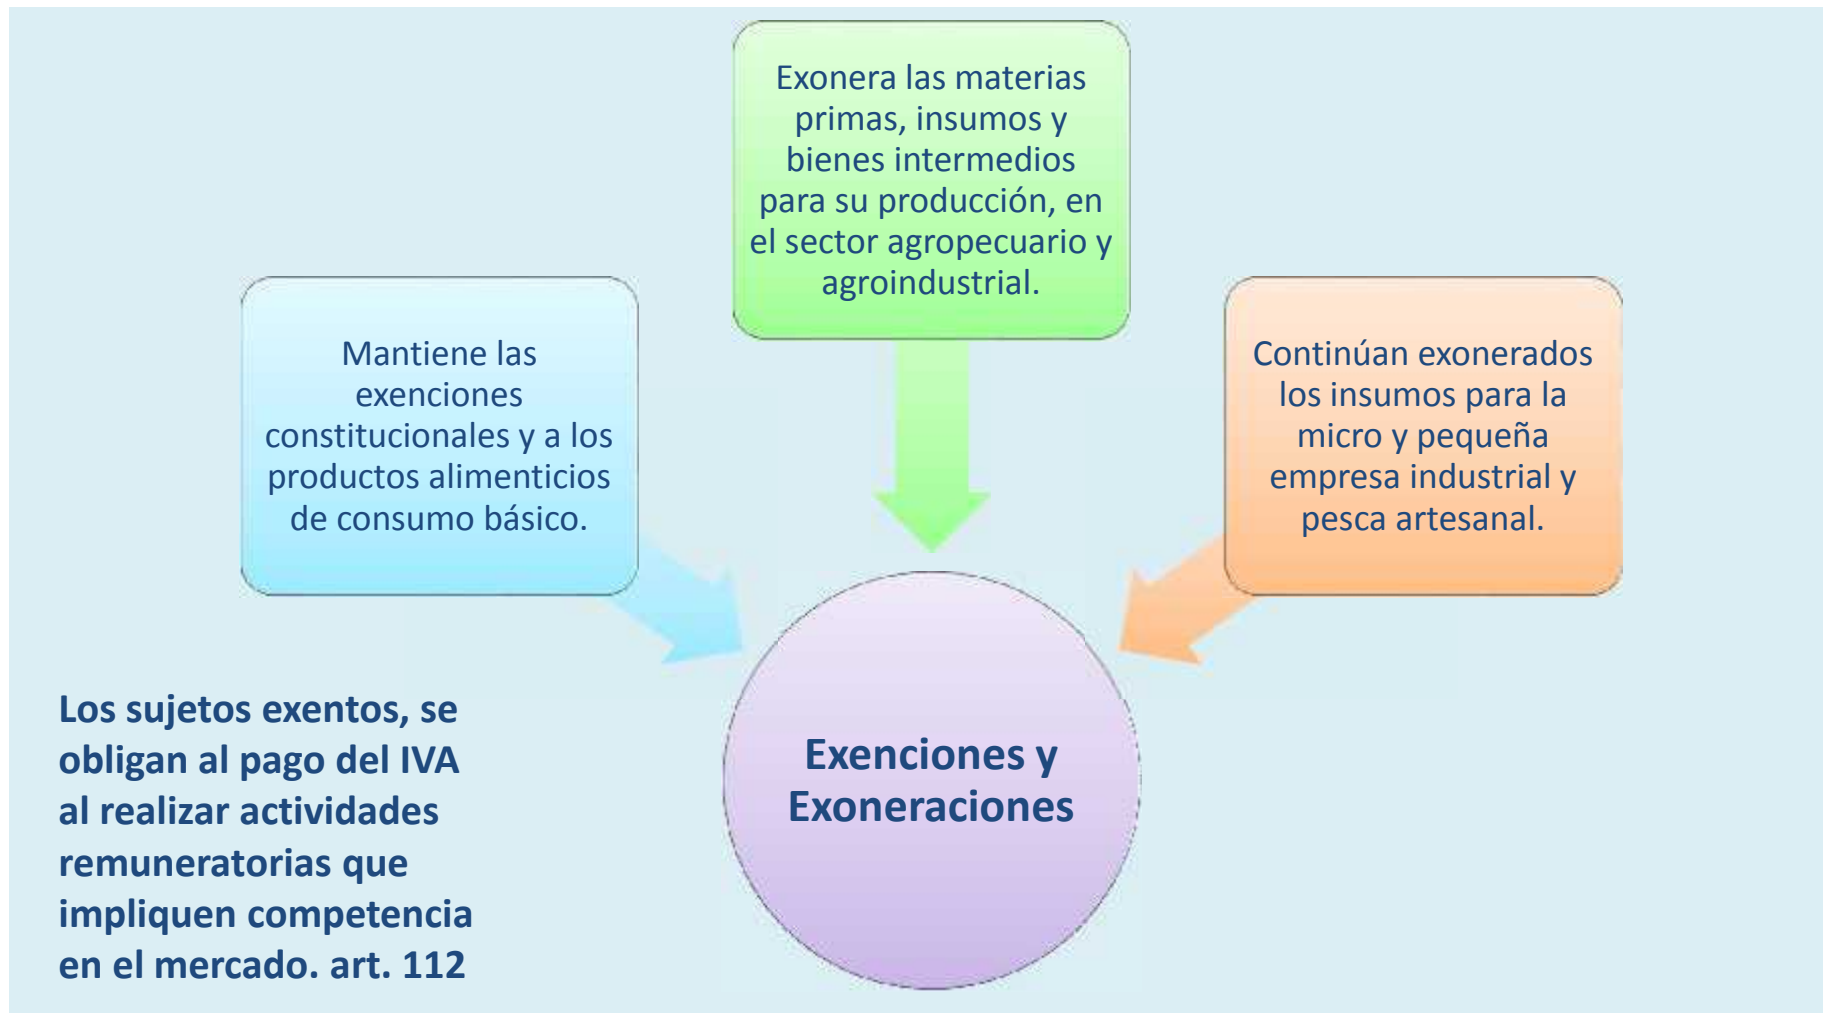 Exonera las materias
primas, insumos y
bienes intermedios
para su producción, en
el sector agropecuario y
agroindustrial.
Mantiene las
exenciones
constitucionales y a los
productos alimenticios
de consumo básico.
Continúan exonerados
los insumos para la
micro y pequeña
empresa industrial y
pesca artesanal.
Los sujetos exentos, se
obligan al pago del IVA
al realizar actividades
remuneratorias que
impliquen competencia
en el mercado. art. 112
Exenciones y
Exoneraciones